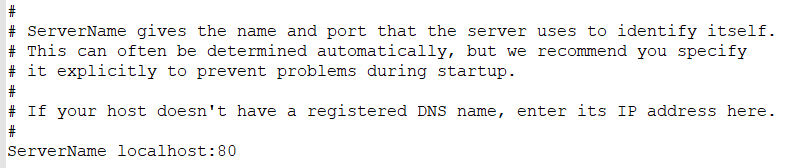 #
# ServerName gives the name and port that the server uses to identify itself.
# This can often be determined automatically, but we recommend you specify
# it explicitly to prevent problems during startup.
#
# If your host doesn't have a registered DNS name, enter its IP address here.
#
ServerName localhost:80